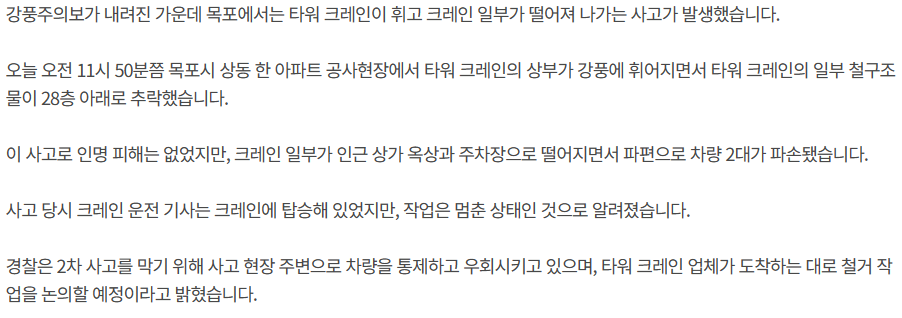 강풍주의보가 내려진 가운데 목포에서는 타워 크레인이 휘고 크레인 일부가 떨어져 나가는 사고가 발생했습니다.
오늘 오전 11시 50분쯤 목포시 상동 한 아파트 공사현장에서 타워 크레인의 상부가 강풍에 휘어지면서 타워 크레인의 일부 철구조
물이 28층 아래로 추락했습니다.
이 사고로 인명 피해는 없었지만, 크레인 일부가 인근 상가 옥상과 주차장으로 떨어지면서 파편으로 차량 2대가 파손됐습니다.
사고 당시 크레인 운전 기사는 크레인에 탑승해 있었지만, 작업은 멈춘 상태인 것으로 알려졌습니다.
경찰은 2차 사고를 막기 위해 사고 현장 주변으로 차량을 통제하고 우회시키고 있으며, 타워 크레인 업체가 도착하는 대로 철거 작
업을 논의할 예정이라고 밝혔습니다.